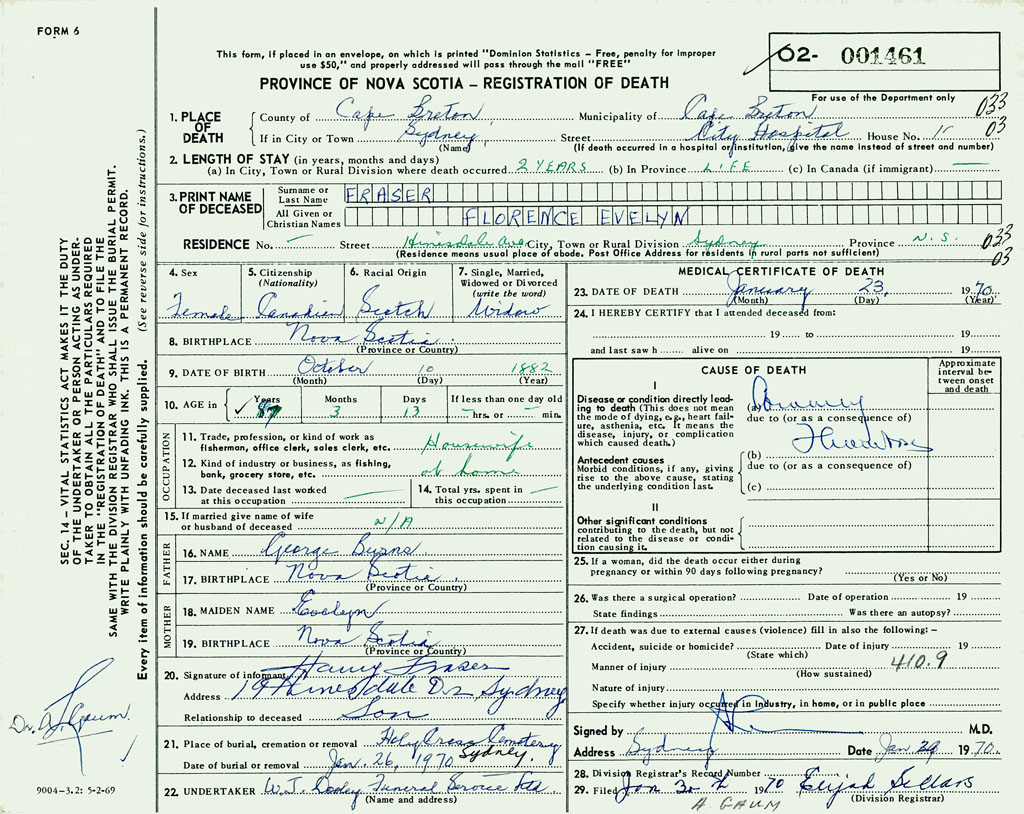 FORM 6
This form, if placed in an envelope, on which is printed "Dominion Statistics - Free, penalty for improper
use $50," and properly addressed will pass through the mail "FREE"
O2- 001461
PROVINCE OF NOVA SCOTIA - REGISTRATION OF DEATH
For use of the Department only
1. PLACE OF DEATH County of Cape Breton Municipality of Cape Breton 033
If in City or Town Sydney Street City Hospital House No. 03
(Name) (If death occurred in a hospital or institution, give the name instead of street and number)
2. LENGTH OF STAY (in years, months and days)
(a) In City, Town or Rural Division where death occurred 2 YEARS (b) In Province LIFE (c) In Canada (if immigrant) —
3. PRINT NAME OF DECEASED Surname or Last Name FRASER
All Given or Christian Names FLORENCE EVELYN
RESIDENCE No. — Street Hinesdale Ave City, Town or Rural Division Sydney Province N.S. 033
(Residence means usual place of abode. Post Office Address for residents in rural parts not sufficient) 03
4. Sex Female
5. Citizenship (Nationality) Canadian
6. Racial Origin Scotch
7. Single, Married, Widowed or Divorced (write the word) Widow
8. BIRTHPLACE Nova Scotia
(Province or Country)
9. DATE OF BIRTH October 10 1882
(Month) (Day) (Year)
10. AGE in Years 87 Months 3 Days 13 If less than one day old — hrs. or — min.
OCCUPATION
11. Trade, profession, or kind of work as fisherman, office clerk, sales clerk, etc. Housewife
12. Kind of industry or business, as fishing, bank, grocery store, etc. at home
13. Date deceased last worked at this occupation —
14. Total yrs. spent in this occupation —
15. If married give name of wife or husband of deceased N/A
FATHER
16. NAME George Burns
17. BIRTHPLACE Nova Scotia
(Province or Country)
MOTHER
18. MAIDEN NAME Evelyn
19. BIRTHPLACE Nova Scotia
(Province or Country)
20. Signature of informant Harry Fraser
Address 19 Hinesdale Dr Sydney
Relationship to deceased Son
21. Place of burial, cremation or removal Holy Cross Cemetery
Sydney.
Date of burial or removal Jan. 26, 1970
22. UNDERTAKER W.J. Dooley Funeral Service Ltd
(Name and address)
MEDICAL CERTIFICATE OF DEATH
23. DATE OF DEATH January 23, 1970
(Month) (Day) (Year)
24. I HEREBY CERTIFY that I attended deceased from:
19 to 19
and last saw h alive on 19
CAUSE OF DEATH
Approximate interval between onset and death
I
Disease or condition directly leading to death (This does not mean the mode of dying, e.g., heart failure, asthenia, etc. It means the disease, injury, or complication which caused death.)
(a) Coronary
due to (or as a consequence of)
Thrombosis
Antecedent causes
Morbid conditions, if any, giving rise to the above cause, stating the underlying condition last.
(b)
due to (or as a consequence of)
(c)
II
Other significant conditions
contributing to the death, but not related to the disease or condition causing it.
25. If a woman, did the death occur either during
pregnancy or within 90 days following pregnancy?
(Yes or No)
26. Was there a surgical operation? Date of operation 19
State findings Was there an autopsy?
27. If death was due to external causes (violence) fill in also the following: -
Accident, suicide or homicide? Date of injury 19
(State which)
Manner of injury 410.9
(How sustained)
Nature of injury
Specify whether injury occurred in industry, in home, or in public place
Signed by M.D.
Address Sydney Date Jan. 29 1970.
28. Division Registrar's Record Number
29. Filed Jan 30 th 1970 Elijah Sellars
(Division Registrar)
A. GAUM
SEC. 14 - VITAL STATISTICS ACT MAKES IT THE DUTY
OF THE UNDERTAKER OR PERSON ACTING AS UNDER-
TAKER TO OBTAIN ALL THE PARTICULARS REQUIRED
IN THE "REGISTRATION OF DEATH" AND TO FILE THE
SAME WITH THE DIVISION REGISTRAR WHO SHALL ISSUE THE BURIAL PERMIT.
WRITE PLAINLY WITH UNFADING INK. THIS IS A PERMANENT RECORD.
Every item of information should be carefully supplied. (See reverse side for instructions.)
Dr. A. Gaum.
9004-3.2: 5-2-69